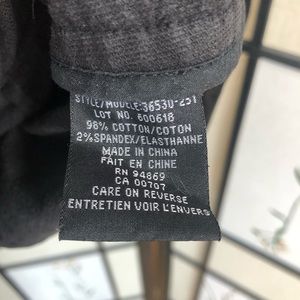 STYLE/MODELE:36530-251
LOT NO. 600618
98% COTTON/COTON
2%SPANDEX/ELASTHANNE
MADE IN CHINA
FAIT EN CHINE
RN 94869
CA 00707
CARE ON REVERSE
ENTRETIEN VOIR L'ENVERS